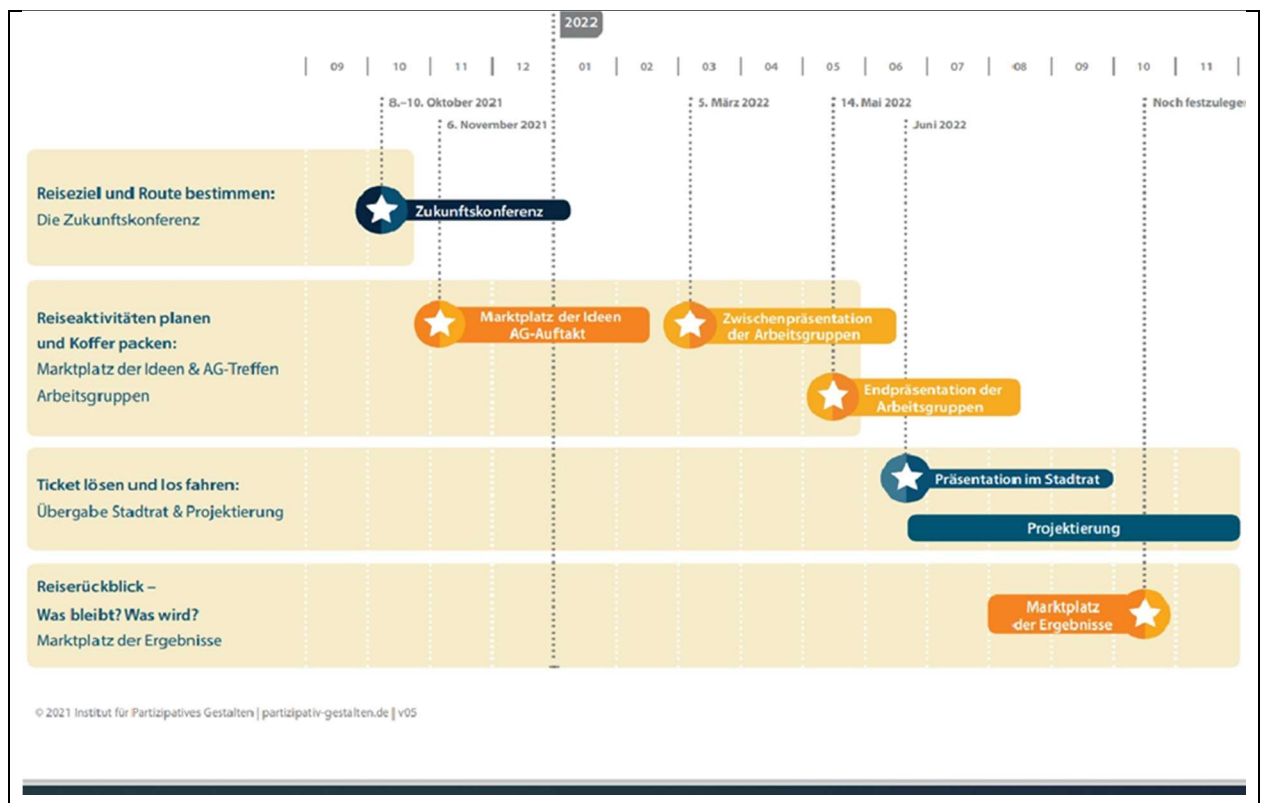 2022
09 10 11 12 01 02 03 04 05 06 07 08 09 10 11
8.–10. Oktober 2021
5. März 2022
14. Mai 2022
Noch festzulegen
6. November 2021
Juni 2022
Reiseziel und Route bestimmen:
Die Zukunftskonferenz
Zukunftskonferenz
Reiseaktivitäten planen
und Koffer packen:
Marktplatz der Ideen & AG-Treffen
Arbeitsgruppen
Marktplatz der Ideen
AG-Auftakt
Zwischenpräsentation
der Arbeitsgruppen
Endpräsentation der
Arbeitsgruppen
Ticket lösen und los fahren:
Übergabe Stadtrat & Projektierung
Präsentation im Stadtrat
Projektierung
Reiserückblick –
Was bleibt? Was wird?
Marktplatz der Ergebnisse
Marktplatz
der Ergebnisse
© 2021 Institut für Partizipatives Gestalten | partizipativ-gestalten.de || v05